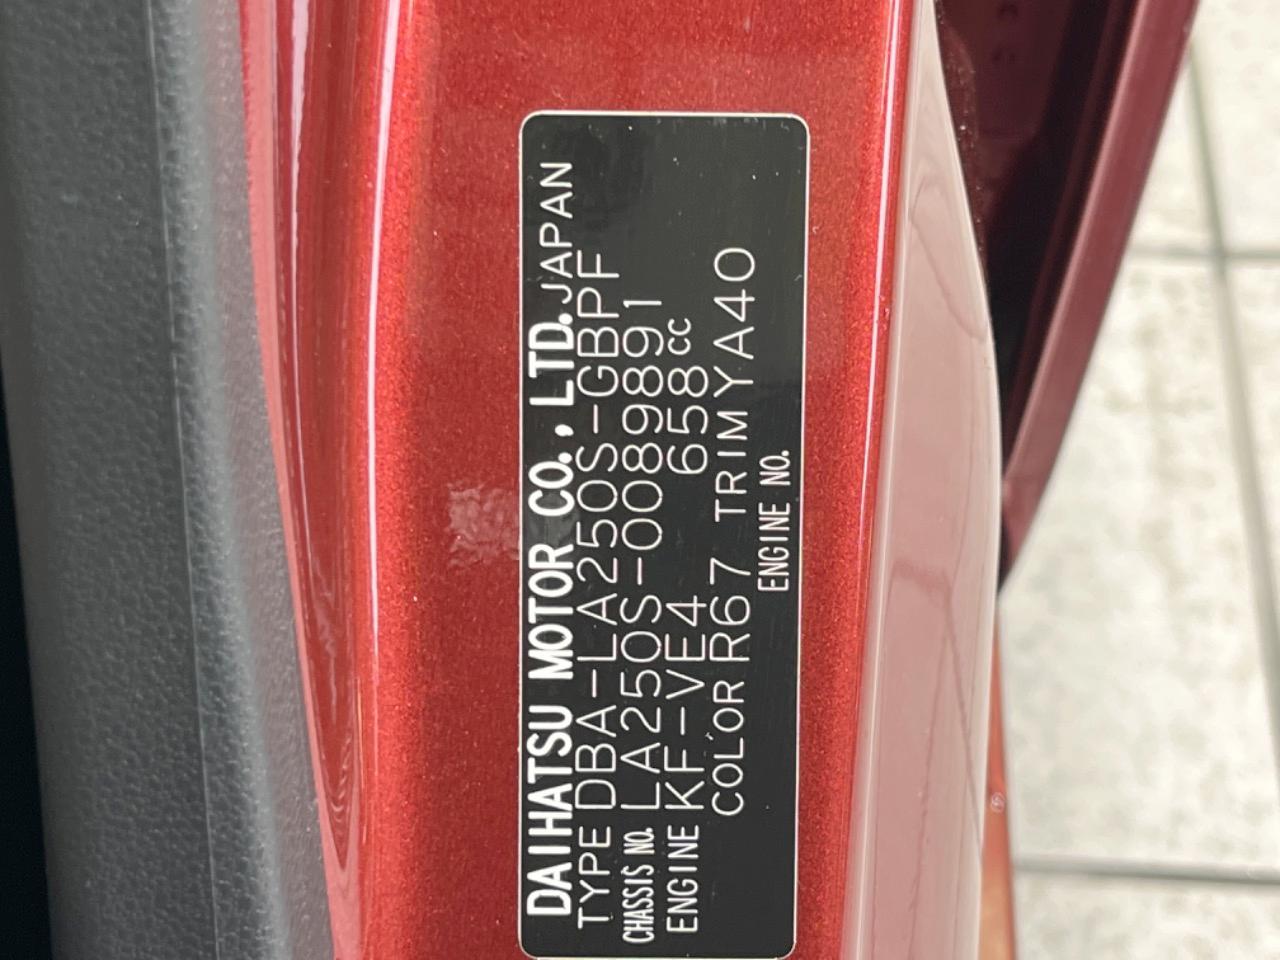 DAIHATSU MOTOR CO., LTD. JAPAN
TYPE DBA-LA250S-GBPF
CHASSIS NO. LA250S-0089891
ENGINE KF-VE4 658cc
COLOR R67 TRIM YA40
ENGINE NO.